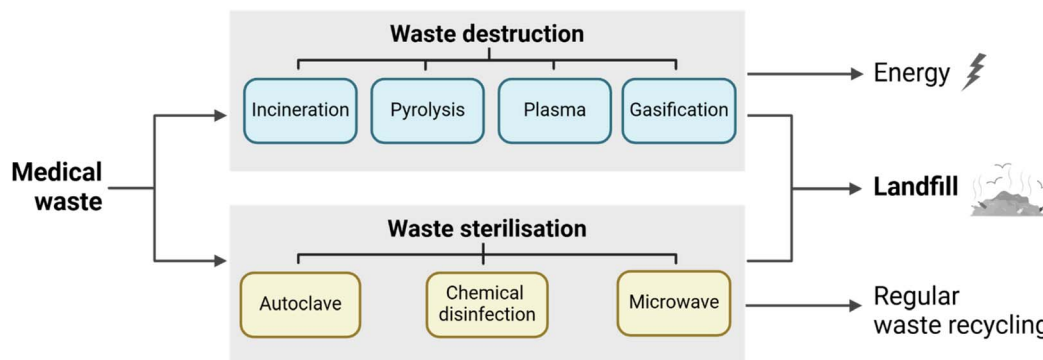 Waste destruction
Incineration
Pyrolysis
Plasma
Gasification
Energy
Medical
waste
Landfill
Waste sterilisation
Autoclave
Chemical
disinfection
Microwave
Regular
waste recycling